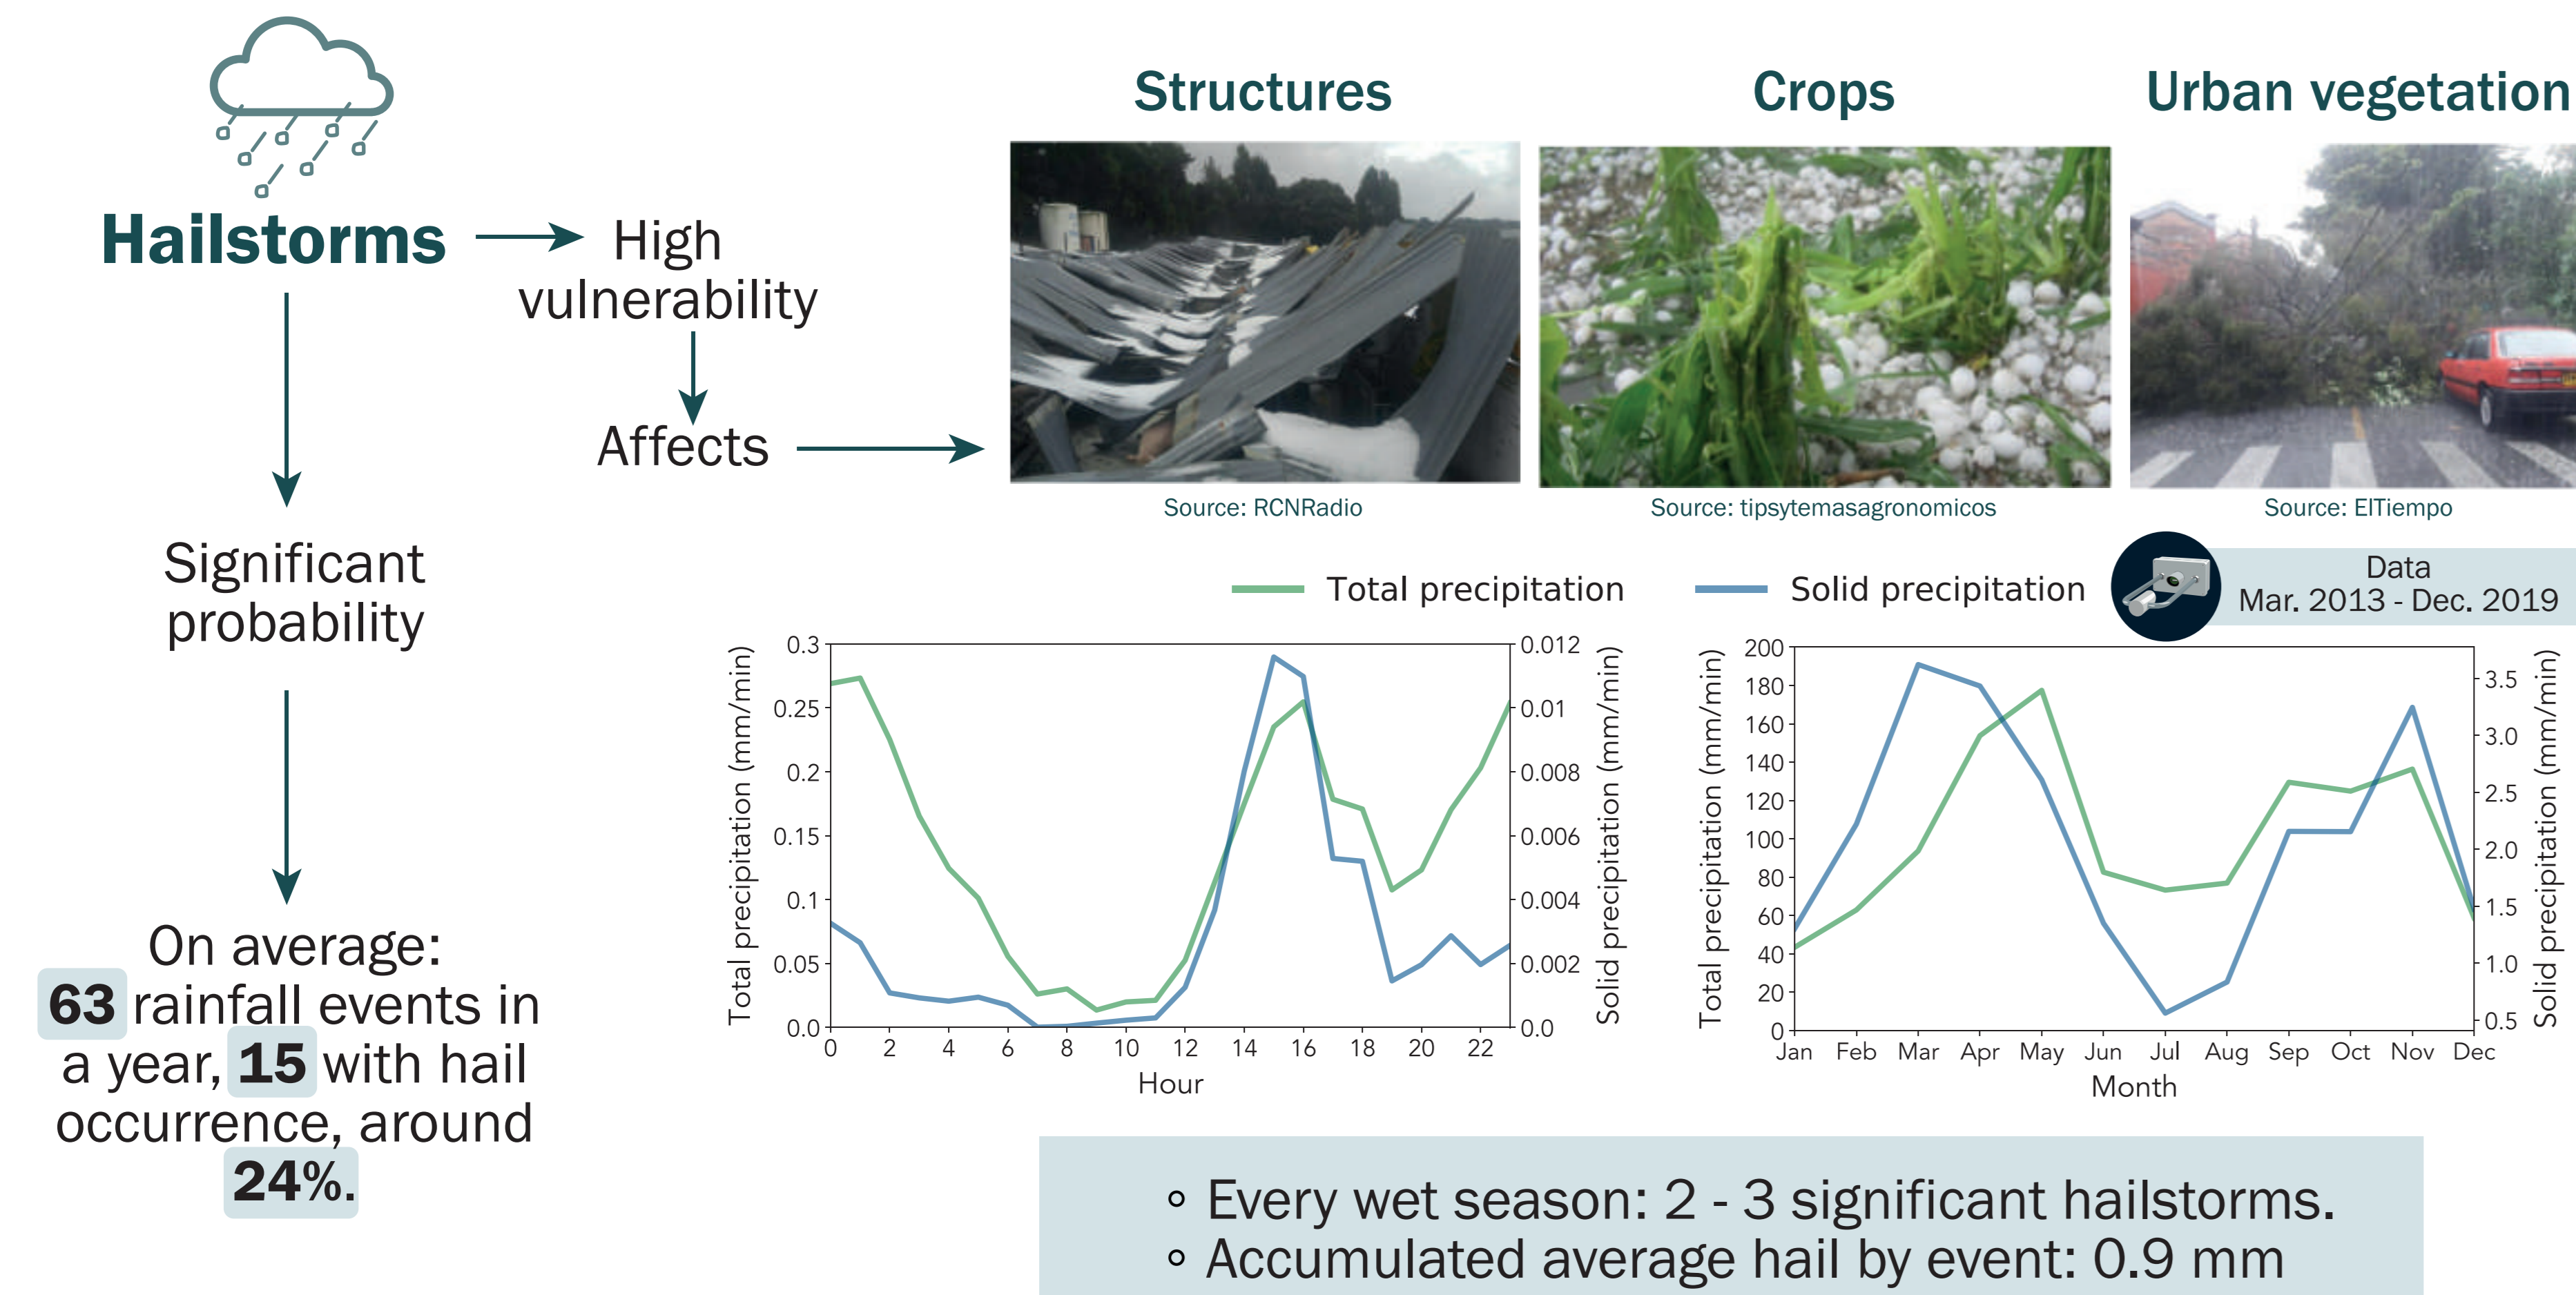 Hailstorms
High
vulnerability
Affects
Significant
probability
On average:
63 rainfall events in
a year, 15 with hail
occurrence, around
24%.
Structures
Crops
Urban vegetation
Source: RCNRadio
Source: tipsytemasagronomicos
Source: ElTiempo
Total precipitation
Solid precipitation
Data
Mar. 2013 - Dec. 2019
Total precipitation (mm/min)
0.3
0.25
0.2
0.15
0.1
0.05
0.0
0 2 4 6 8 10 12 14 16 18 20 22
Hour
0.012
0.01
0.008
0.006
0.004
0.002
0.0
Solid precipitation (mm/min)
Total precipitation (mm/min)
200
180
160
140
120
100
80
60
40
20
0
Jan Feb Mar Apr May Jun Jul Aug Sep Oct Nov Dec
Month
3.5
3.0
2.5
2.0
1.5
1.0
0.5
Solid precipitation (mm/min)
◦ Every wet season: 2 - 3 significant hailstorms.
◦ Accumulated average hail by event: 0.9 mm